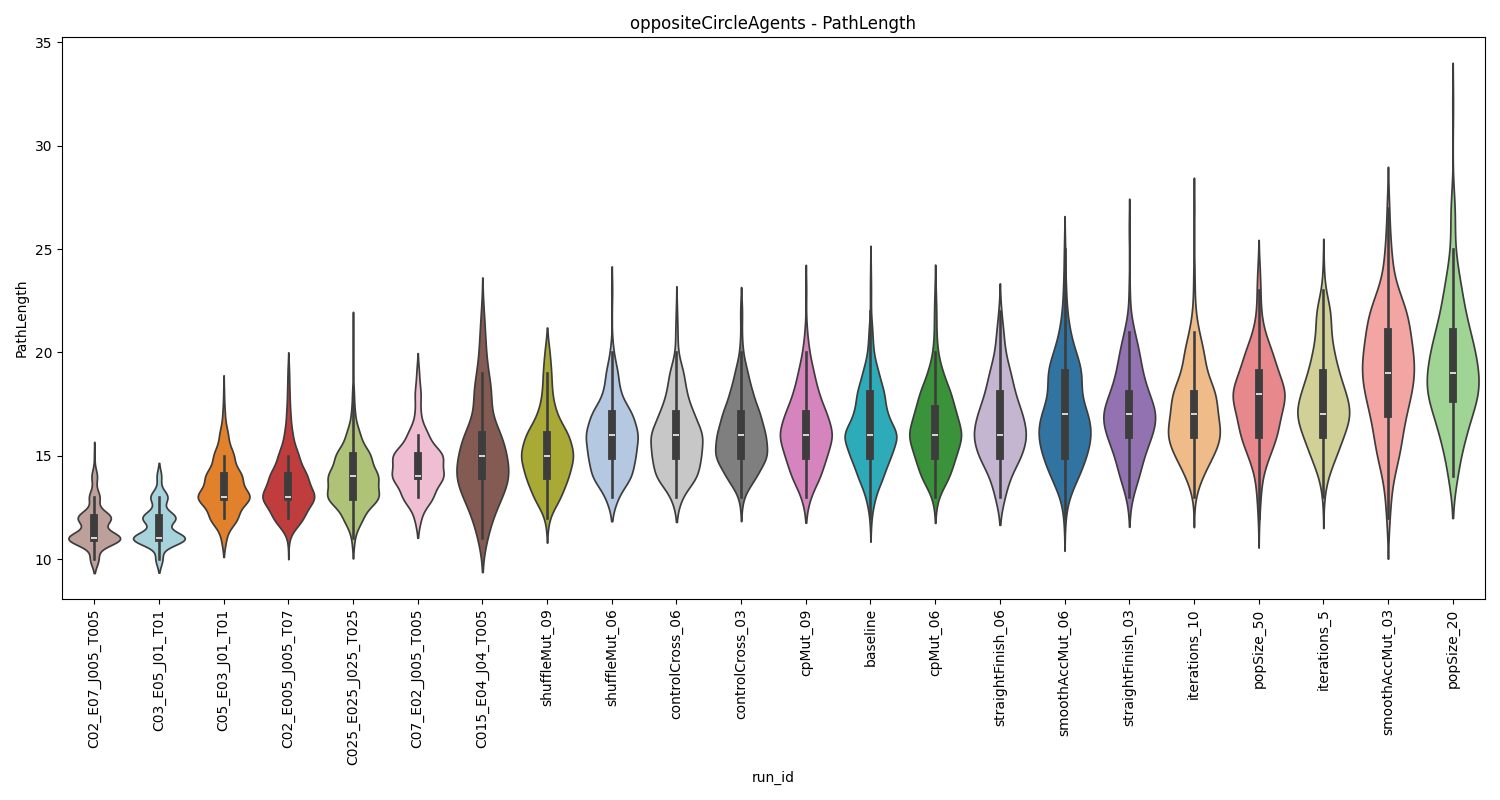 oppositeCircleAgents - PathLength
35
30
25
20
15
10
PathLength
C02_E07_J005_T005
C03_E05_J01_T01
C05_E03_J01_T01
C02_E005_J005_T07
C025_E025_J025_T025
C07_E02_J005_T005
C015_E04_J04_T005
shuffleMut_09
shuffleMut_06
controlCross_06
controlCross_03
cpMut_09
baseline
cpMut_06
straightFinish_06
smoothAccMut_06
straightFinish_03
iterations_10
popSize_50
iterations_5
smoothAccMut_03
popSize_20
run_id